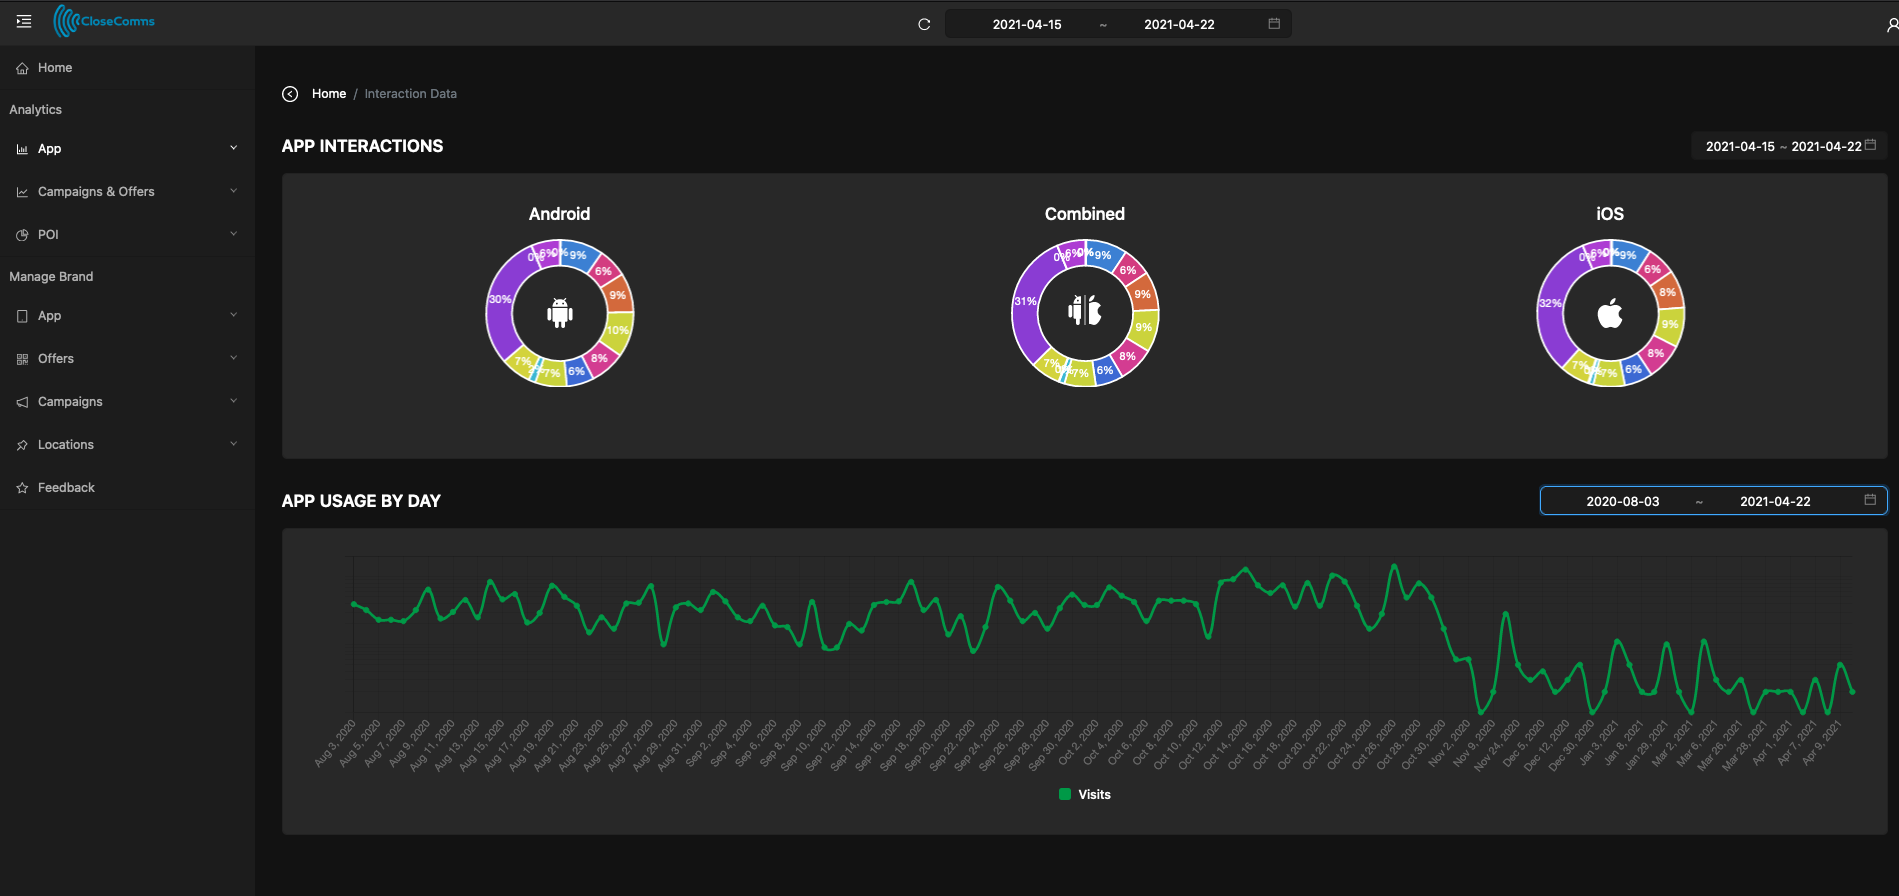 CloseComms
2021-04-15 ~ 2021-04-22
Home
Analytics
App
Campaigns & Offers
POI
Manage Brand
App
Offers
Campaigns
Locations
Feedback
Home / Interaction Data
APP INTERACTIONS
2021-04-15 ~ 2021-04-22
Android
0% 6% 0% 9%
6%
30%
9%
10%
7% 7% 6% 8%
Combined
0% 6% 0% 9%
6%
31%
9%
9%
7% 0% 7% 6% 8%
iOS
0% 6% 0% 9%
6%
32%
8%
9%
7% 0% 7% 6% 8%
APP USAGE BY DAY
2020-08-03 ~ 2021-04-22
Aug 3, 2020
Aug 5, 2020
Aug 7, 2020
Aug 9, 2020
Aug 11, 2020
Aug 13, 2020
Aug 15, 2020
Aug 17, 2020
Aug 19, 2020
Aug 21, 2020
Aug 23, 2020
Aug 25, 2020
Aug 27, 2020
Aug 29, 2020
Aug 31, 2020
Sep 2, 2020
Sep 4, 2020
Sep 6, 2020
Sep 8, 2020
Sep 10, 2020
Sep 12, 2020
Sep 14, 2020
Sep 16, 2020
Sep 18, 2020
Sep 20, 2020
Sep 22, 2020
Sep 24, 2020
Sep 26, 2020
Sep 28, 2020
Sep 30, 2020
Oct 2, 2020
Oct 4, 2020
Oct 6, 2020
Oct 8, 2020
Oct 10, 2020
Oct 12, 2020
Oct 14, 2020
Oct 16, 2020
Oct 18, 2020
Oct 20, 2020
Oct 22, 2020
Oct 24, 2020
Oct 26, 2020
Oct 28, 2020
Oct 30, 2020
Nov 2, 2020
Nov 9, 2020
Nov 24, 2020
Dec 5, 2020
Dec 12, 2020
Dec 30, 2020
Jan 3, 2021
Jan 8, 2021
Jan 29, 2021
Mar 2, 2021
Mar 6, 2021
Mar 26, 2021
Mar 28, 2021
Apr 1, 2021
Apr 7, 2021
Apr 9, 2021
Visits